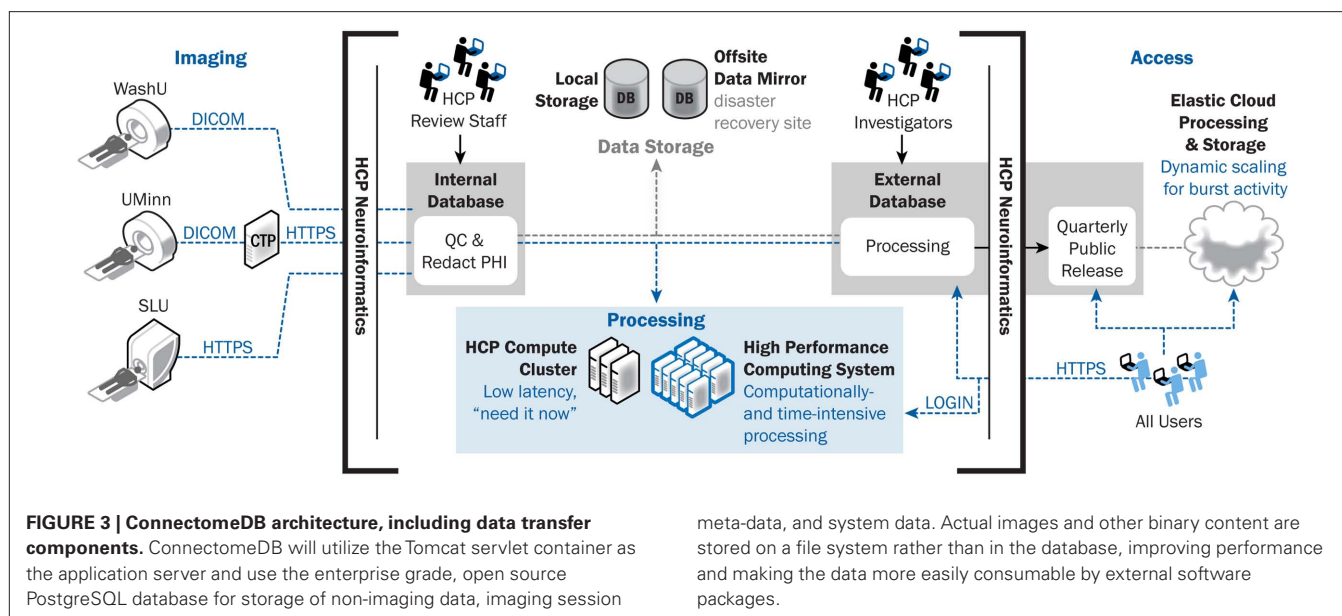 Imaging
WashU
DICOM
UMinn
DICOM
CTP
HTTPS
SLU
HTTPS
HCP Neuroinformatics
HCP
Review Staff
Internal
Database
QC &
Redact PHI
Local
Storage
DB
DB
Offsite
Data Mirror
disaster
recovery site
Data Storage
HCP
Investigators
External
Database
Processing
Processing
HCP Compute
Cluster
Low latency,
“need it now”
High Performance
Computing System
Computationally-
and time-intensive
processing
LOGIN
HCP Neuroinformatics
Access
Elastic Cloud
Processing
& Storage
Dynamic scaling
for burst activity
Quarterly
Public
Release
HTTPS
All Users
FIGURE 3 | ConnectomeDB architecture, including data transfer
components. ConnectomeDB will utilize the Tomcat servlet container as
the application server and use the enterprise grade, open source
PostgreSQL database for storage of non-imaging data, imaging session
meta-data, and system data. Actual images and other binary content are
stored on a file system rather than in the database, improving performance
and making the data more easily consumable by external software
packages.